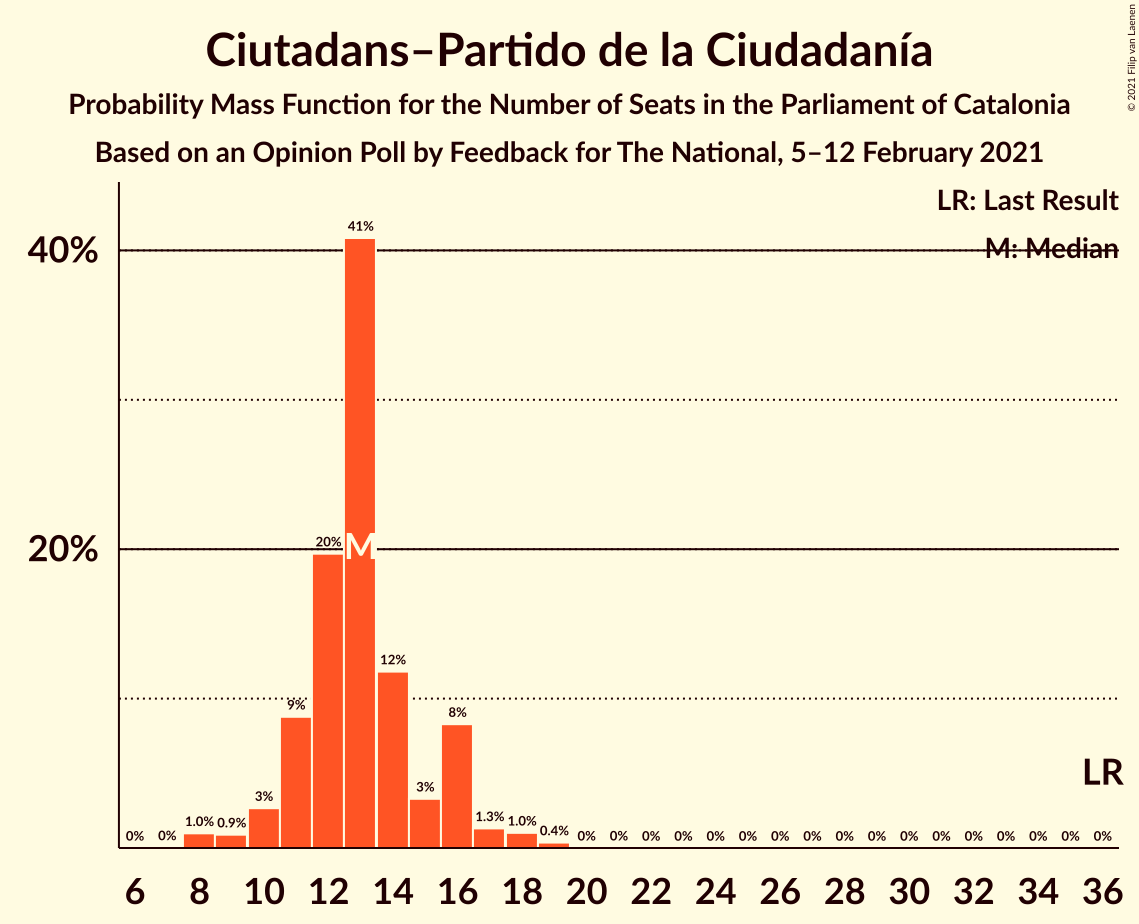 Ciutadans–Partido de la Ciudadanía
Probability Mass Function for the Number of Seats in the Parliament of Catalonia
Based on an Opinion Poll by Feedback for The National, 5–12 February 2021
© 2021 Filip van Laenen
LR: Last Result
M: Median
40%
20%
0% 0% 1.0% 0.9% 3% 9% 20% 41% 12% 3% 8% 1.3% 1.0% 0.4% 0% 0% 0% 0% 0% 0% 0% 0% 0% 0% 0% 0% 0% 0% 0% 0% 0%
M
LR
6 8 10 12 14 16 18 20 22 24 26 28 30 32 34 36